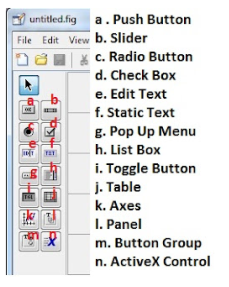 untitled.fig
File Edit View
a . Push Button
b. Slider
c. Radio Button
d. Check Box
e. Edit Text
f. Static Text
g. Pop Up Menu
h. List Box
i. Toggle Button
j. Table
k. Axes
l. Panel
m. Button Group
n. ActiveX Control
a b
c d
e f
g h
i j
k l
m n